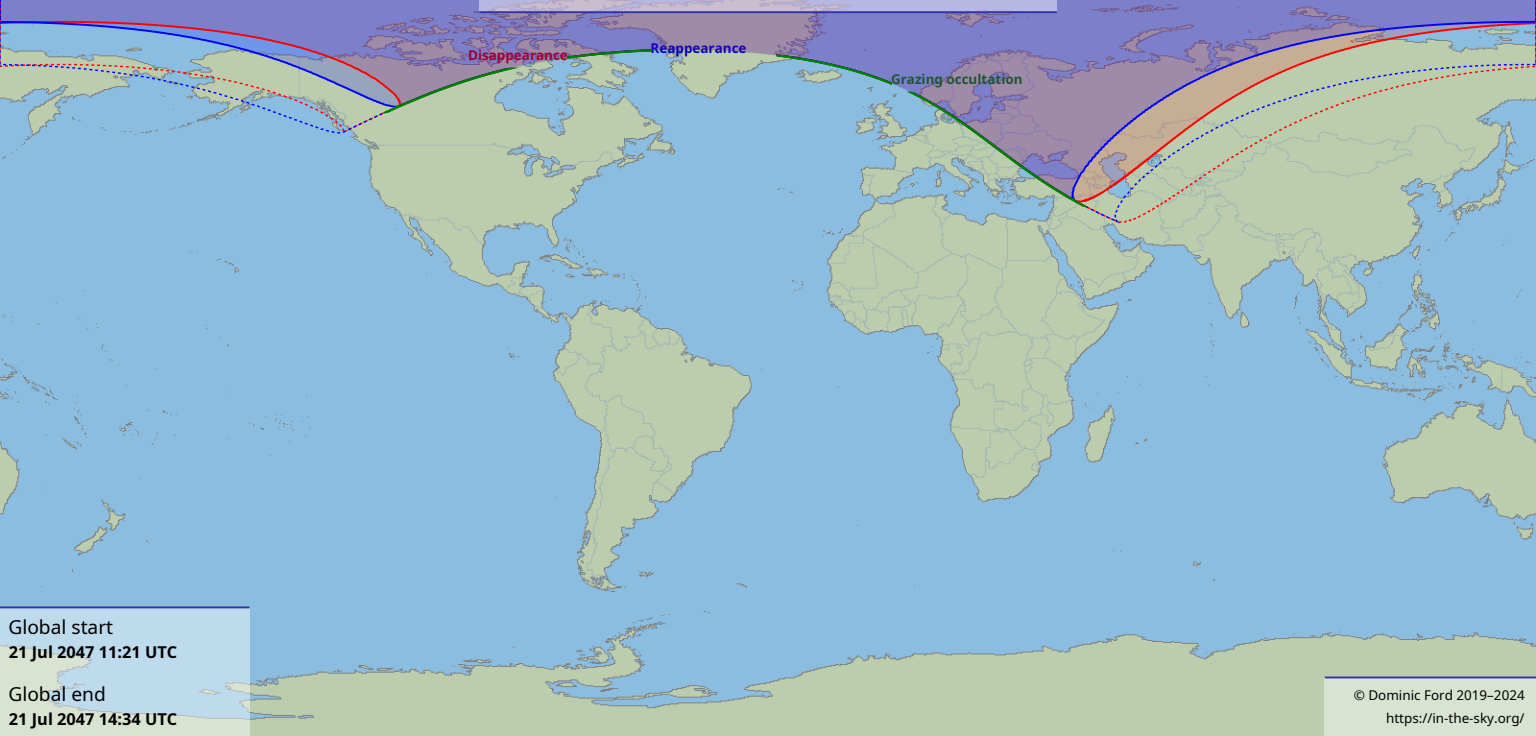 Disappearance
Reappearance
Grazing occultation
Global start
21 Jul 2047 11:21 UTC
Global end
21 Jul 2047 14:34 UTC
© Dominic Ford 2019–2024
https://in-the-sky.org/